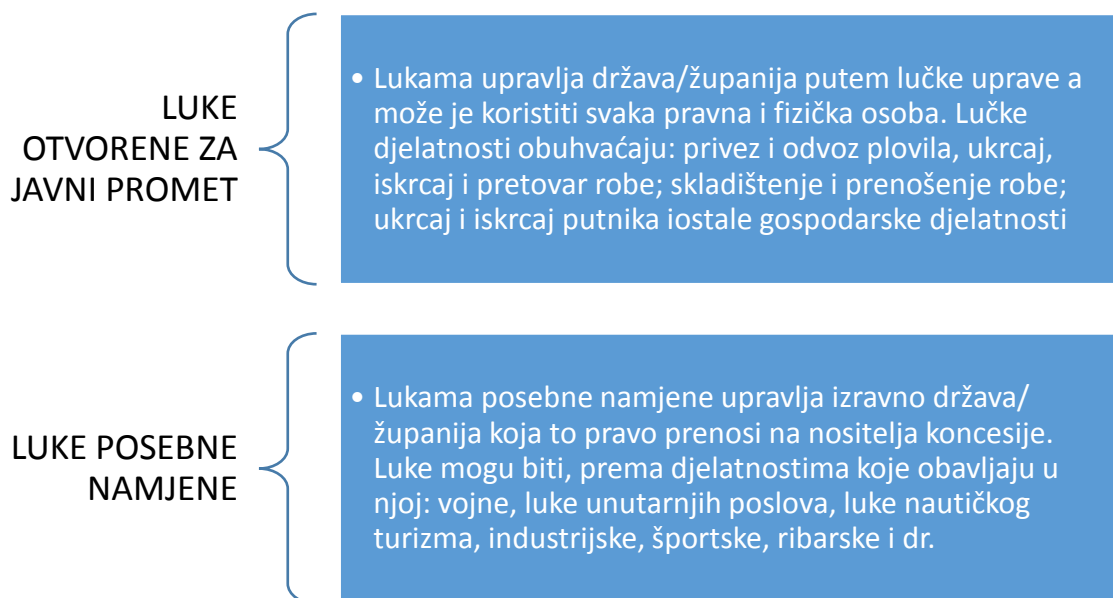 LUKE
OTVORENE ZA
JAVNI PROMET
• Lukama upravlja država/županija putem lučke uprave a
može je koristiti svaka pravna i fizička osoba. Lučke
djelatnosti obuhvaćaju: privez i odvoz plovila, ukrcaj,
iskrcaj i pretovar robe; skladištenje i prenošenje robe;
ukrcaj i iskrcaj putnika iostale gospodarske djelatnosti
LUKE POSEBNE
NAMJENE
• Lukama posebne namjene upravlja izravno država/
županija koja to pravo prenosi na nositelja koncesije.
Luke mogu biti, prema djelatnostima koje obavljaju u
njoj: vojne, luke unutarnjih poslova, luke nautičkog
turizma, industrijske, športske, ribarske i dr.